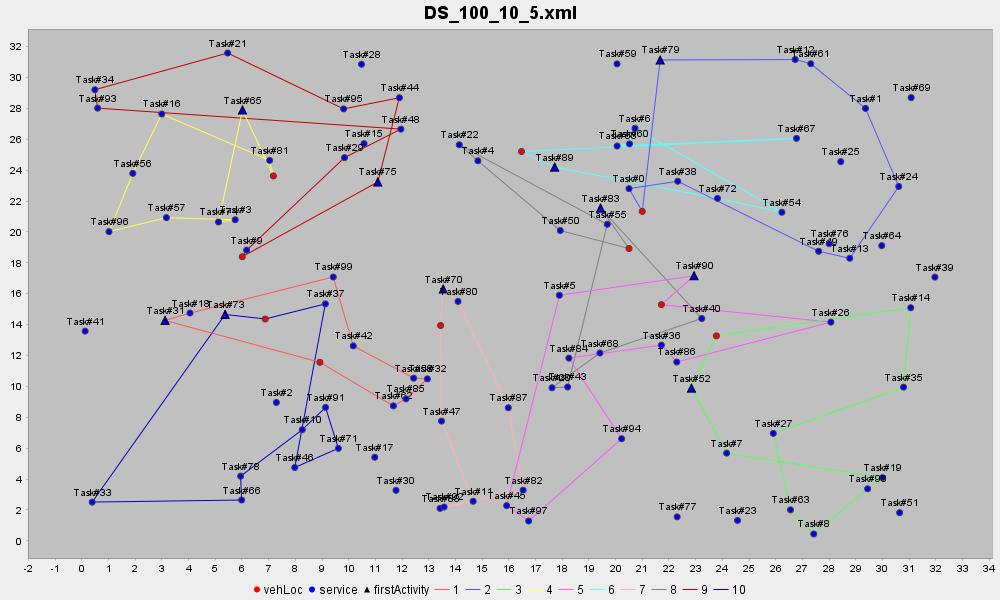 DS_100_10_5.xml
32
30
28
26
24
22
20
18
16
14
12
10
8
6
4
2
0
Task#21
Task#28
Task#59
Task#79
Task#61
Task#34
Task#93
Task#16
Task#65
Task#95
Task#44
Task#48
Task#1
Task#69
Task#15
Task#29
Task#81
Task#22
Task#4
Task#6
Task#67
Task#89
Task#25
Task#56
Task#75
Task#0
Task#38
Task#24
Task#83
Task#72
Task#54
Task#57
Task#3
Task#96
Task#50
Task#55
Task#9
Task#76
Task#64
Task#13
Task#99
Task#90
Task#39
Task#70
Task#80
Task#5
Task#37
Task#18
Task#31
Task#73
Task#40
Task#14
Task#26
Task#41
Task#42
Task#84
Task#68
Task#36
Task#86
Task#32
Task#85
Task#43
Task#52
Task#35
Task#2
Task#91
Task#87
Task#10
Task#47
Task#27
Task#71
Task#94
Task#17
Task#46
Task#7
Task#78
Task#30
Task#82
Task#19
Task#33
Task#66
Task#11
Task#45
Task#97
Task#77
Task#23
Task#63
Task#51
Task#8
-2 -1 0 1 2 3 4 5 6 7 8 9 10 11 12 13 14 15 16 17 18 19 20 21 22 23 24 25 26 27 28 29 30 31 32 33 34
vehLoc service firstActivity 1 2 3 4 5 6 7 8 9 10